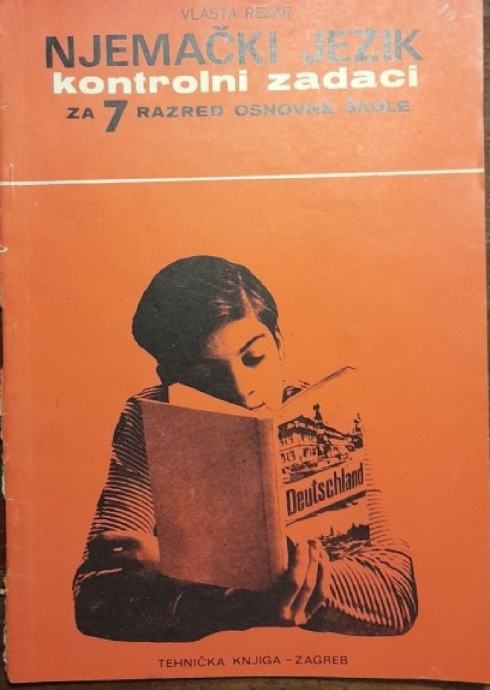 VLASTA REZAR
NJEMAČKI JEZIK
kontrolni zadaci
ZA 7 RAZRED OSNOVNE ŠKOLE
Deutschland
TEHNIČKA KNJIGA – ZAGREB